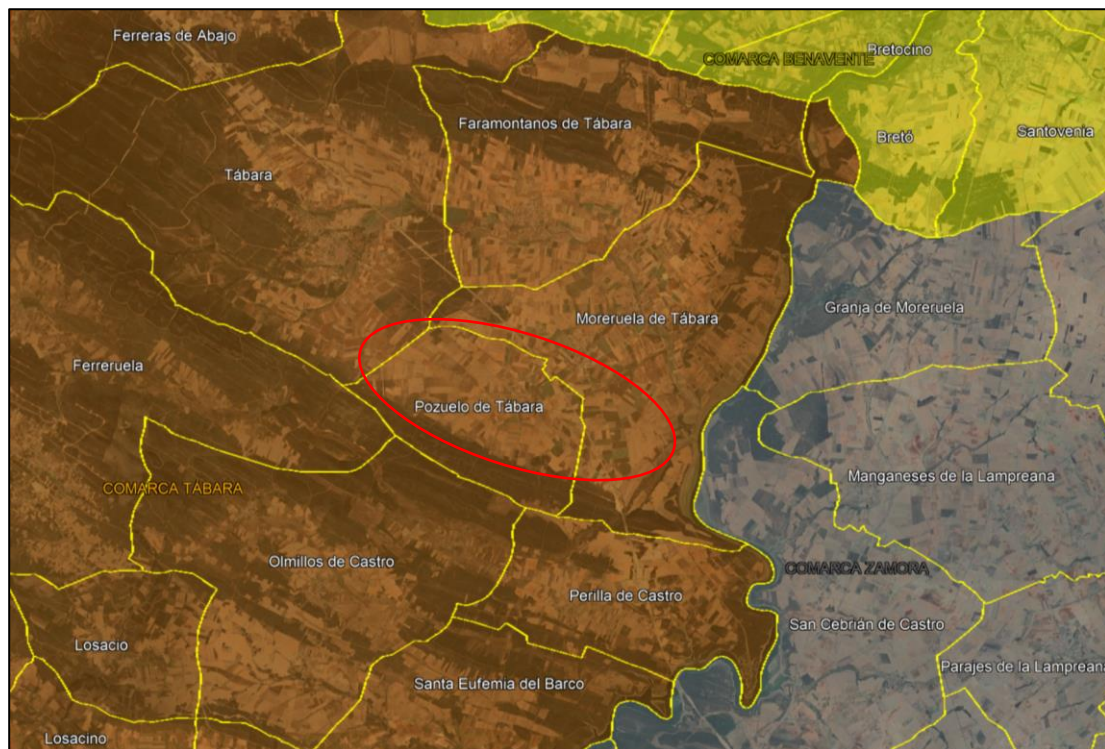 Ferreras de Abajo
Bretocino
COMARCA BENAVENTE
Faramontanos de Tábara
Santovenia
Bretó
Tábara
Granja de Moreruela
Moreruela de Tábara
Ferreruela
Pozuelo de Tábara
Manganeses de la Lampreana
COMARCA TÁBARA
Olmillos de Castro
COMARCA ZAMORA
Perilla de Castro
San Cebrián de Castro
Losacio
Parajes de la Lampreana
Santa Eufemia del Barco
Losacino